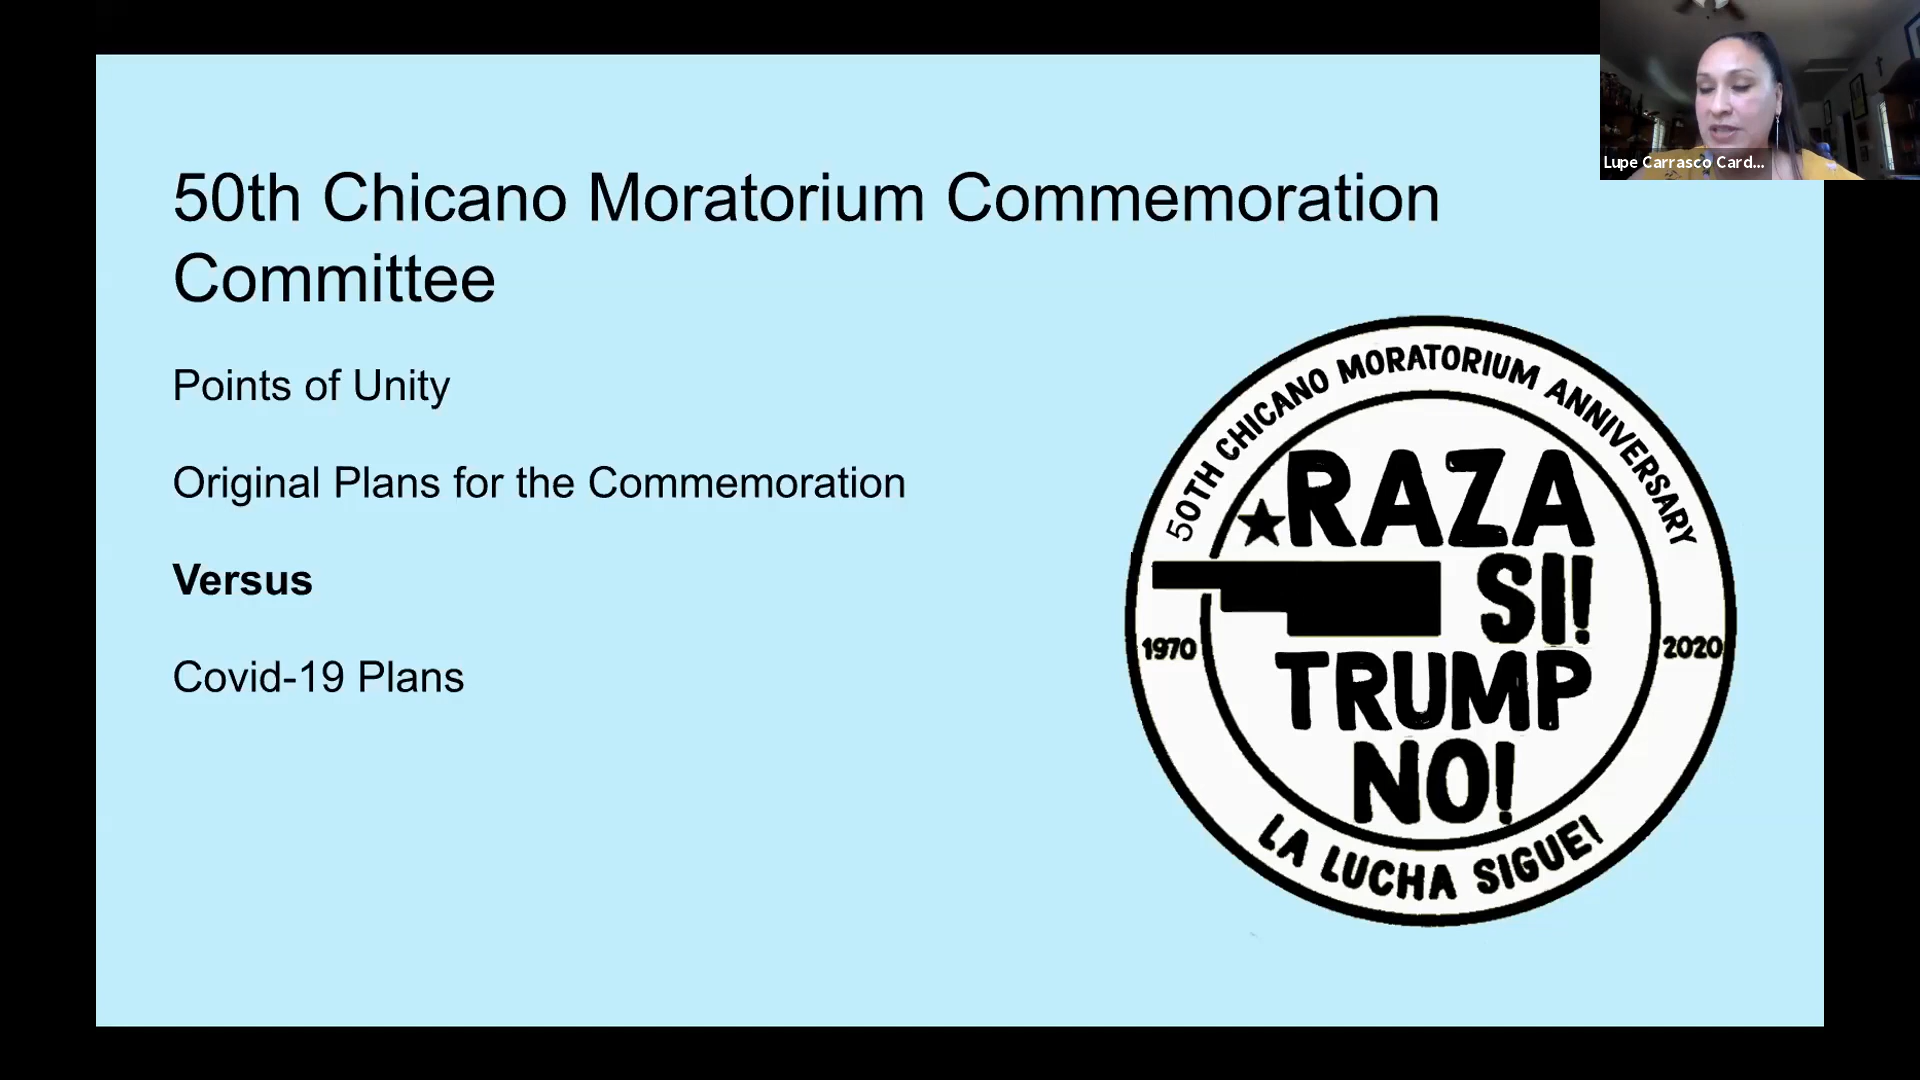 Lupe Carrasco Card...
50th Chicano Moratorium Commemoration
Committee
Points of Unity
Original Plans for the Commemoration
Versus
Covid-19 Plans
50TH CHICANO MORATORIUM ANNIVERSARY
RAZA
SI!
1970
2020
TRUMP
NO!
LA LUCHA SIGUE!